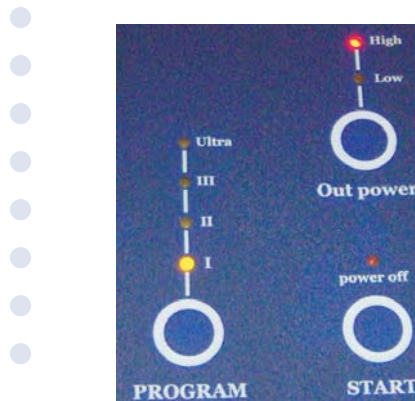 High
Low
Out power
Ultra
III
II
I
power off
PROGRAM
START